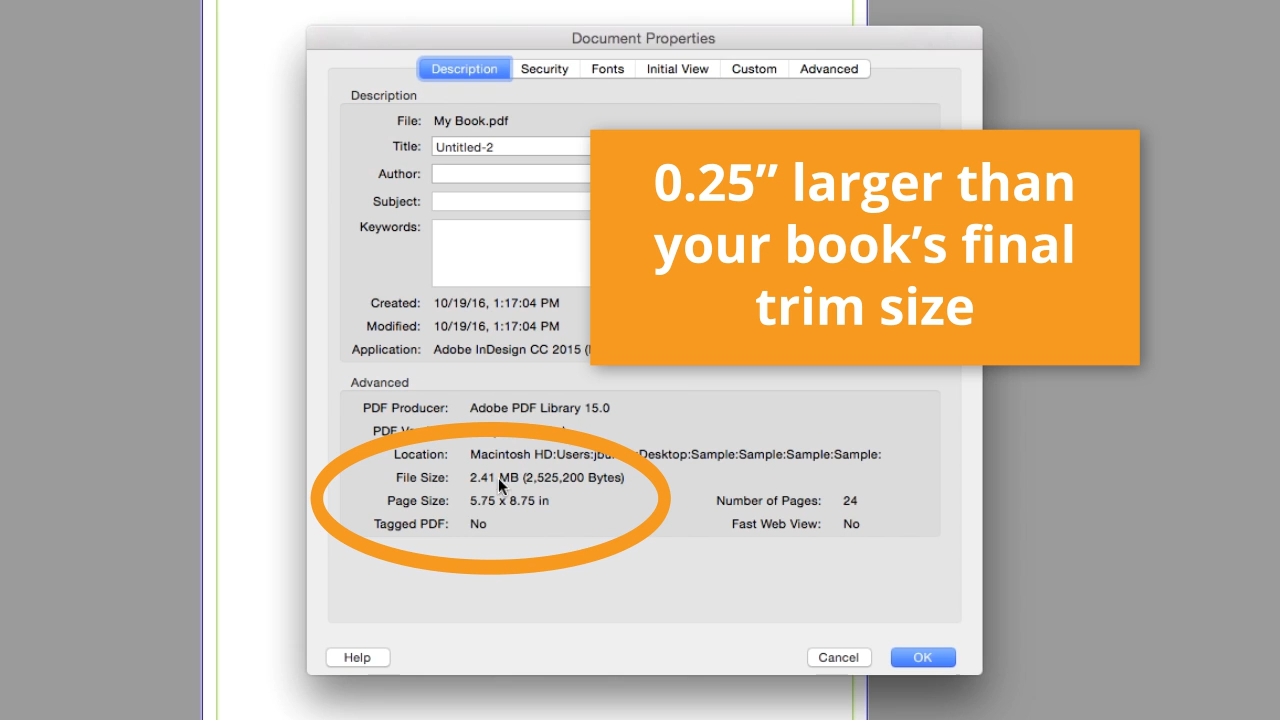 Document Properties
Description Security Fonts Initial View Custom Advanced
Description
File: My Book.pdf
Title: Untitled-2
Author:
Subject:
Keywords:
0.25” larger than
your book’s final
trim size
Created: 10/19/16, 1:17:04 PM
Modified: 10/19/16, 1:17:04 PM
Application: Adobe InDesign CC 2015
Advanced
PDF Producer: Adobe PDF Library 15.0
PDF
Location: Macintosh HD:Users: Desktop:Sample:Sample:Sample:Sample:
File Size: 2.41 MB (2,525,200 Bytes)
Page Size: 5.75 x 8.75 in Number of Pages: 24
Tagged PDF: No Fast Web View: No
Help Cancel OK